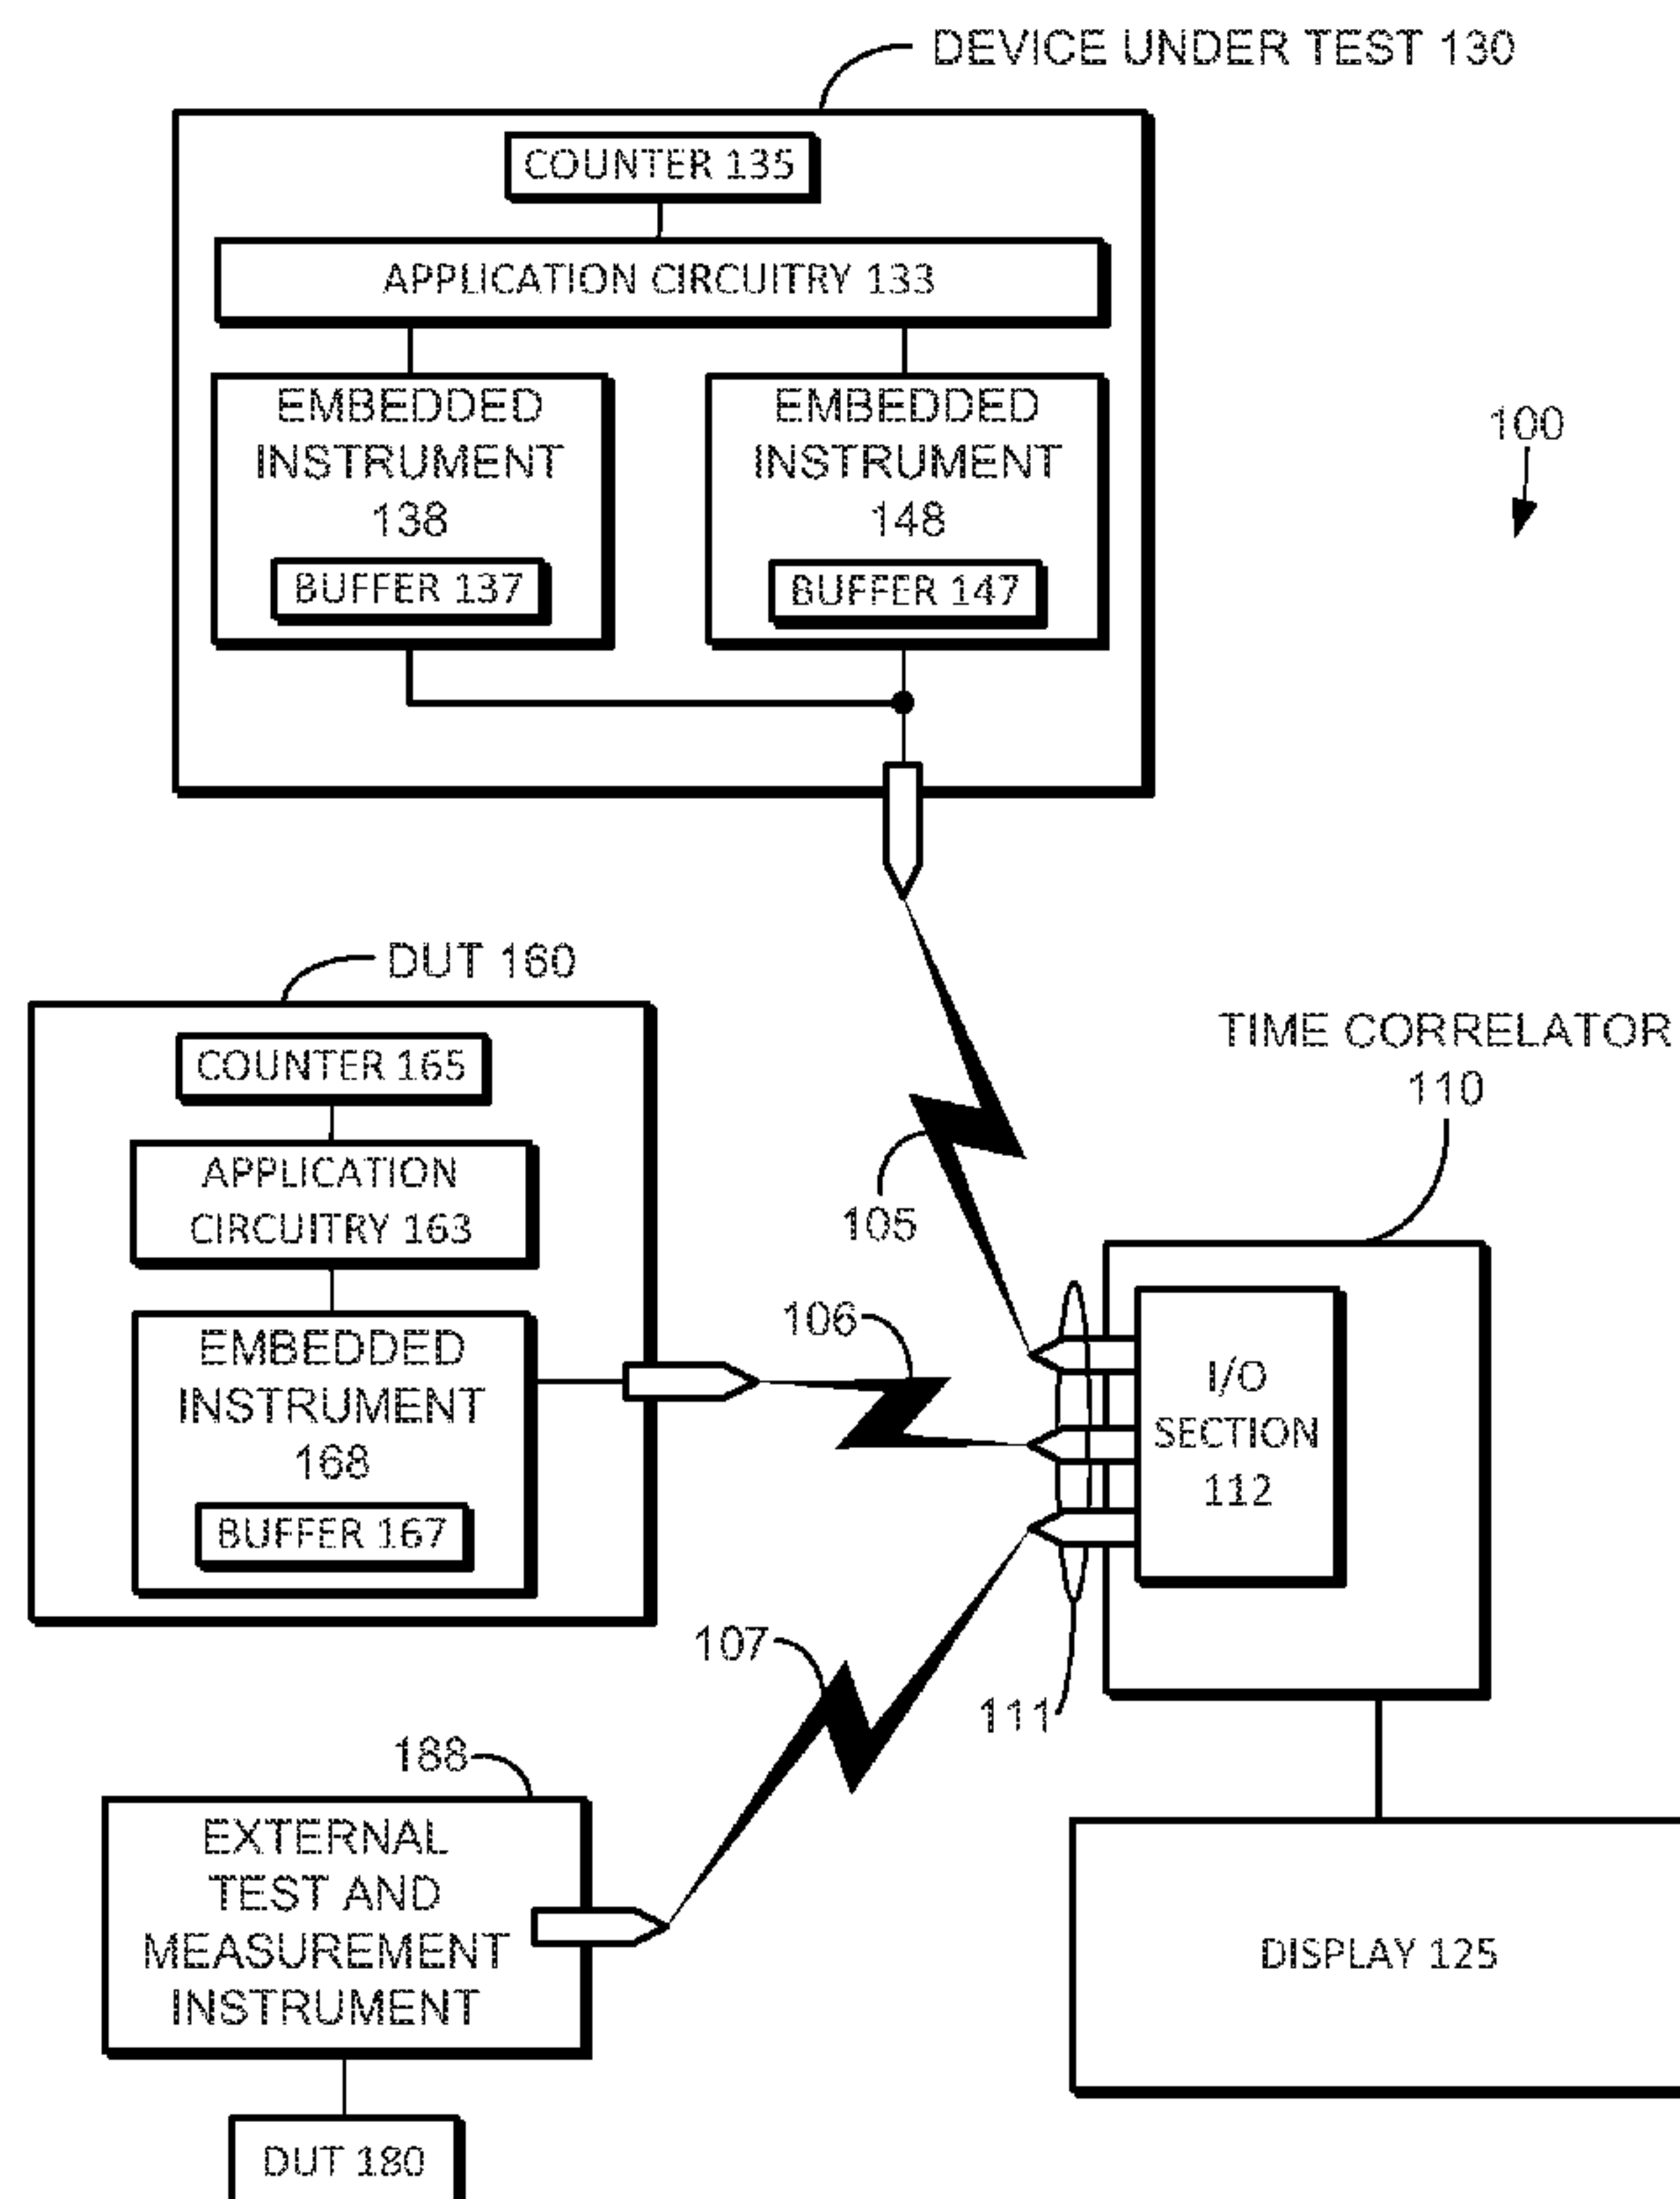 DEVICE UNDER TEST 130
COUNTER 135
APPLICATION CIRCUITRY 133
EMBEDDED
INSTRUMENT
138
BUFFER 137
EMBEDDED
INSTRUMENT
148
BUFFER 147
100
DUT 160
COUNTER 165
APPLICATION
CIRCUITRY 163
EMBEDDED
INSTRUMENT
168
BUFFER 167
105
106
107
TIME CORRELATOR
110
I/O
SECTION
112
111
188
EXTERNAL
TEST AND
MEASUREMENT
INSTRUMENT
DISPLAY 125
DUT 180